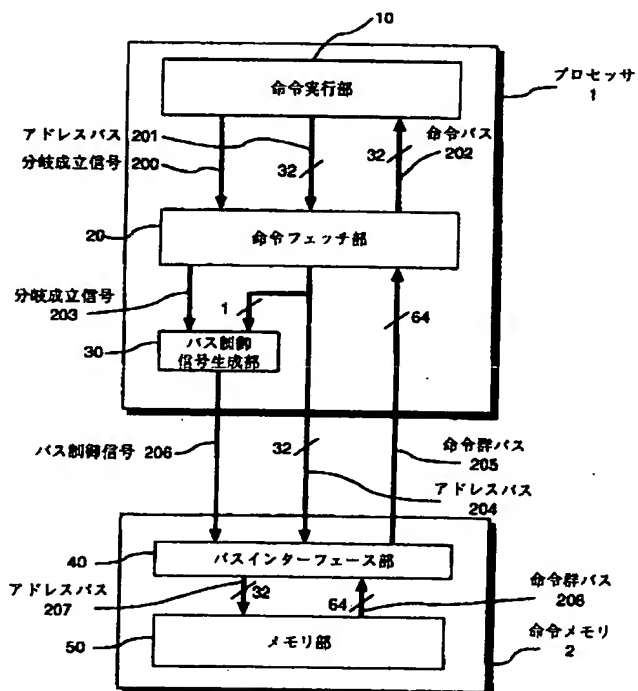 10
命令実行部
プロセッサ
1
アドレスバス 201
分岐成立信号 200
32
32
命令バス
202
20
命令フェッチ部
分岐成立信号
203
1
64
30
バス制御
信号生成部
バス制御信号 206
32
命令群バス
205
アドレスバス
204
40
バスインターフェース部
アドレスバス
207
32
64
命令群バス
208
50
メモリ部
命令メモリ
2